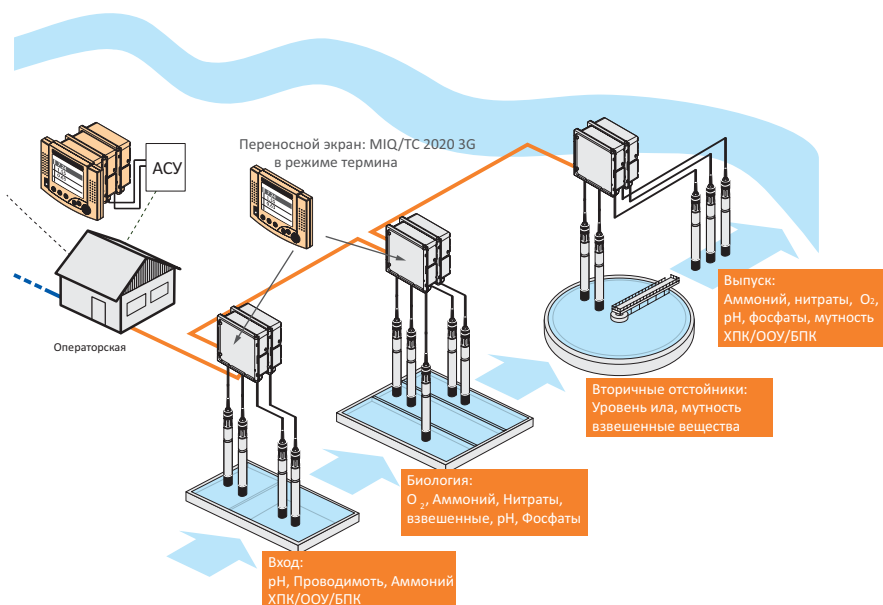 Переносной экран: MIQ/TC 2020 3G
в режиме термина
АСУ
Операторская
Выпуск:
Аммоний, нитраты, O₂,
pH, фосфаты, мутность
ХПК/ООУ/БПК
Вторичные отстойники:
Уровень ила, мутность
взвешенные вещества
Биология:
O₂, Аммоний, Нитраты,
взвешенные, pH, Фосфаты
Вход:
pH, Проводимоть, Аммоний
ХПК/ООУ/БПК